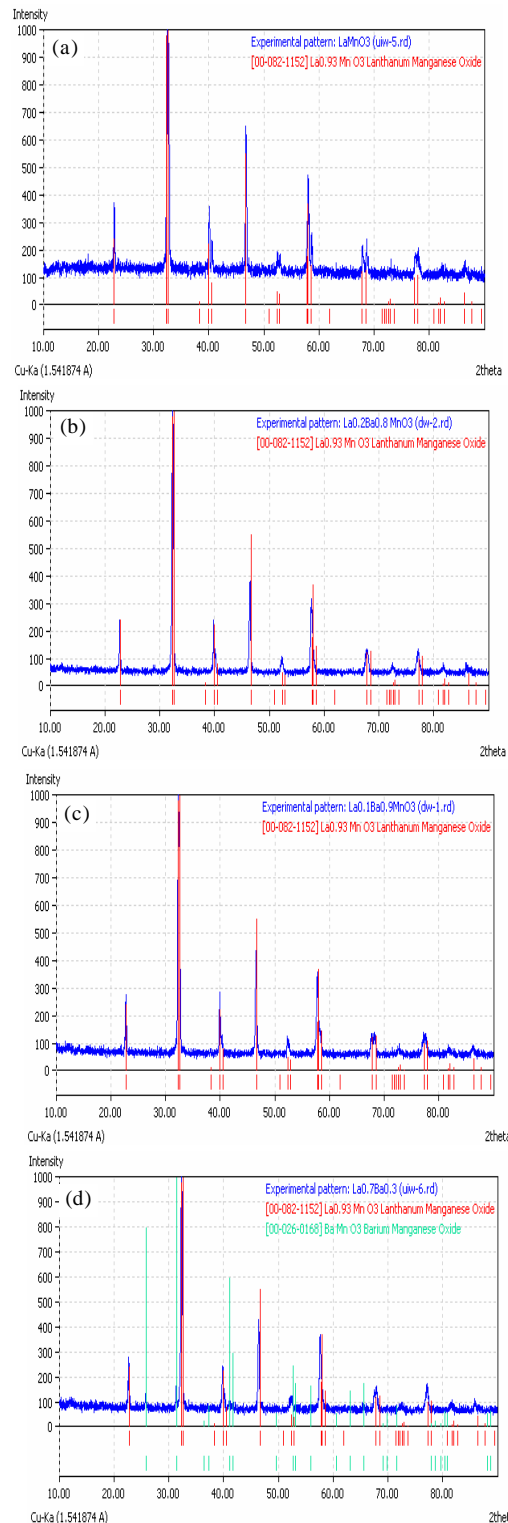 Intensity
(a)
Experimental pattern: LaMnO3 (uiw-5.rd)
[00-082-1152] La0.93 Mn O3 Lanthanum Manganese Oxide
1000
900
800
700
600
500
400
300
200
100
0
10.00 20.00 30.00 40.00 50.00 60.00 70.00 80.00
Cu-Ka (1.541874 A) 2theta
Intensity
(b)
Experimental pattern: La0.2Ba0.8 MnO3 (dw-2.rd)
[00-082-1152] La0.93 Mn O3 Lanthanum Manganese Oxide
1000
900
800
700
600
500
400
300
200
100
0
10.00 20.00 30.00 40.00 50.00 60.00 70.00 80.00
Cu-Ka (1.541874 A) 2theta
Intensity
(c)
Experimental pattern: La0.1Ba0.9MnO3 (dw-1.rd)
[00-082-1152] La0.93 Mn O3 Lanthanum Manganese Oxide
1000
900
800
700
600
500
400
300
200
100
0
10.00 20.00 30.00 40.00 50.00 60.00 70.00 80.00
Cu-Ka (1.541874 A) 2theta
Intensity
(d)
Experimental pattern: La0.7Ba0.3 (uiw-6.rd)
[00-082-1152] La0.93 Mn O3 Lanthanum Manganese Oxide
[00-026-0168] Ba Mn O3 Barium Manganese Oxide
1000
900
800
700
600
500
400
300
200
100
0
10.00 20.00 30.00 40.00 50.00 60.00 70.00 80.00
Cu-Ka (1.541874 A) 2theta